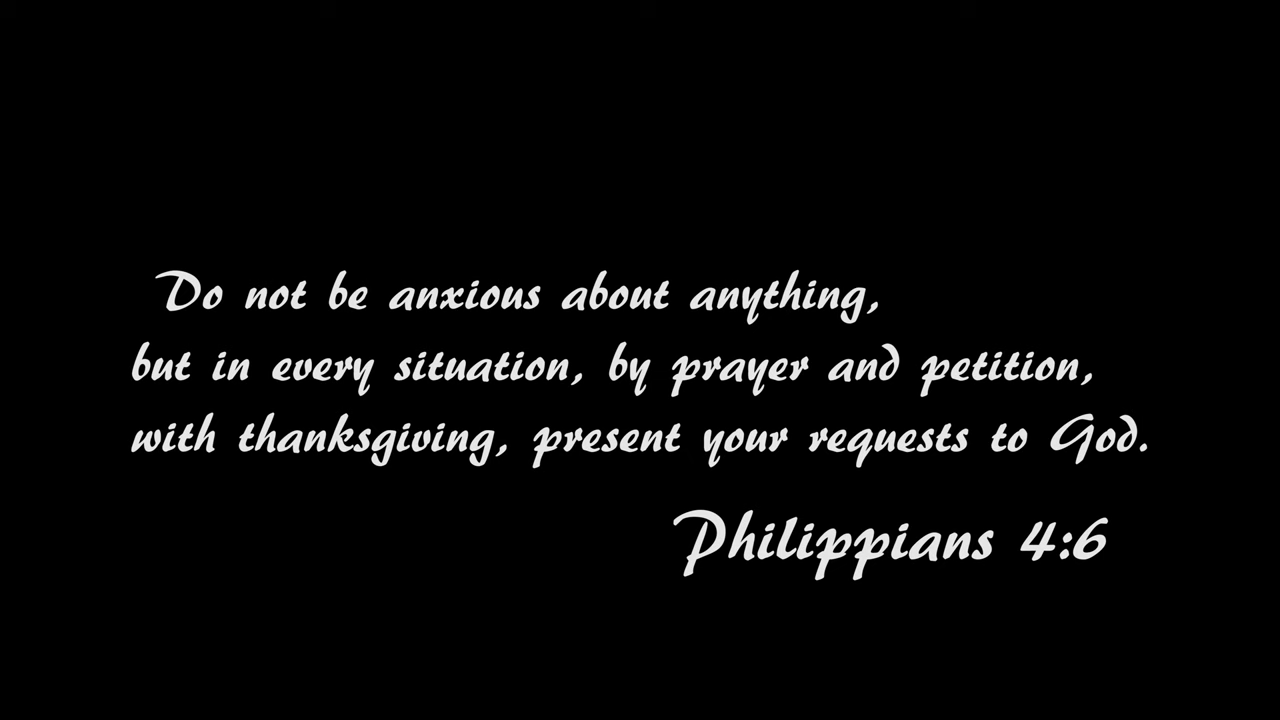 Do not be anxious about anything,
but in every situation, by prayer and petition,
with thanksgiving, present your requests to God.
Philippians 4:6